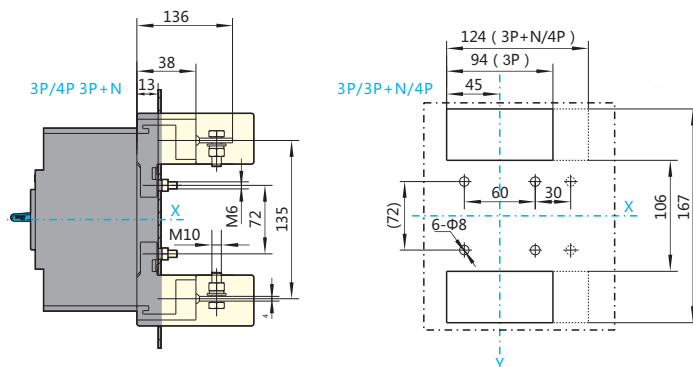 136
38
13
3P/4P 3P+N
X
M6
72
135
M10
4
124 ( 3P+N/4P )
94 ( 3P )
3P/3P+N/4P
45
60
30
X
(72)
6-Φ8
106
167
Y